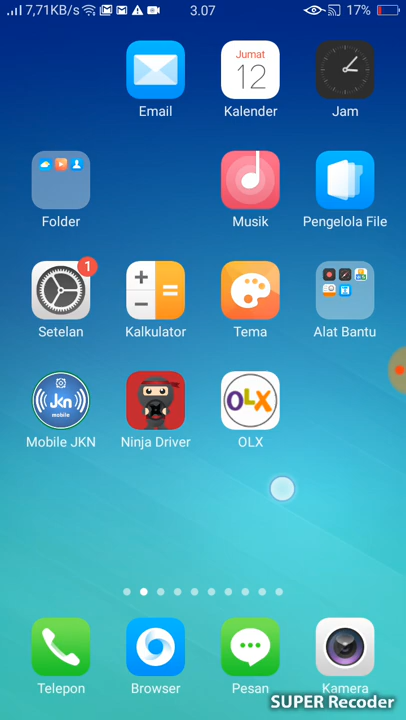 7,71KB/s 3.07 17%
Jumat
12
Email Kalender Jam
Folder Musik Pengelola File
1
Setelan Kalkulator Tema Alat Bantu
Jkn
mobile
OLX
Mobile JKN Ninja Driver OLX
Telepon Browser Pesan Kamera
SUPER Recoder